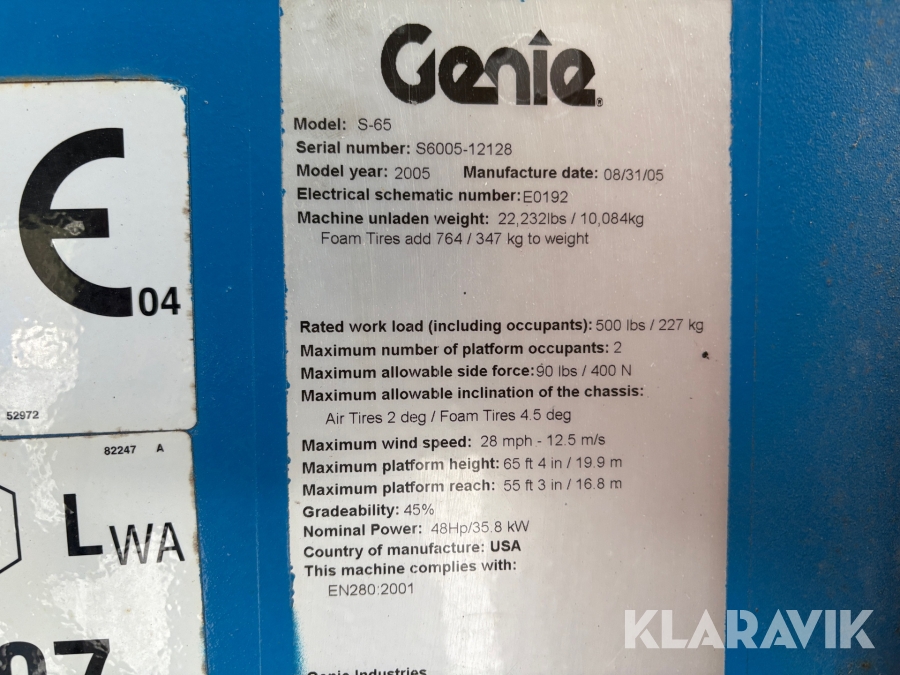 Genie®
Model: S-65
Serial number: S6005-12128
Model year: 2005 Manufacture date: 08/31/05
Electrical schematic number: E0192
Machine unladen weight: 22,232lbs / 10,084kg
Foam Tires add 764 / 347 kg to weight
Rated work load (including occupants): 500 lbs / 227 kg
Maximum number of platform occupants: 2
Maximum allowable side force: 90 lbs / 400 N
Maximum allowable inclination of the chassis:
Air Tires 2 deg / Foam Tires 4.5 deg
Maximum wind speed: 28 mph - 12.5 m/s
Maximum platform height: 65 ft 4 in / 19.9 m
Maximum platform reach: 55 ft 3 in / 16.8 m
Gradeability: 45%
Nominal Power: 48Hp/35.8 kW
Country of manufacture: USA
This machine complies with:
EN280:2001
Genie Industries
CE 04
52972
82247 A
LWA
KLARAVIK